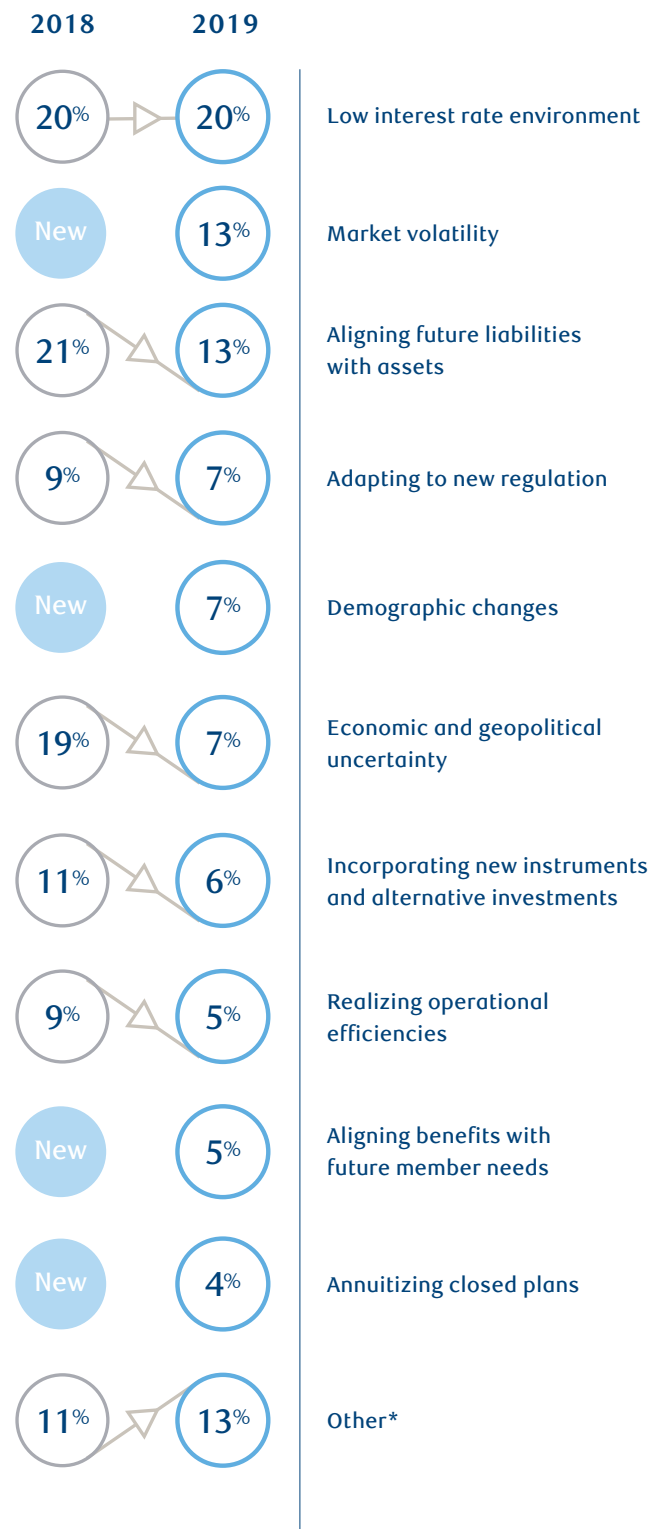 2018 2019
20% 20% Low interest rate environment
New 13% Market volatility
21% 13% Aligning future liabilities
with assets
9% 7% Adapting to new regulation
New 7% Demographic changes
19% 7% Economic and geopolitical
uncertainty
11% 6% Incorporating new instruments
and alternative investments
9% 5% Realizing operational
efficiencies
New 5% Aligning benefits with
future member needs
New 4% Annuitizing closed plans
11% 13% Other*